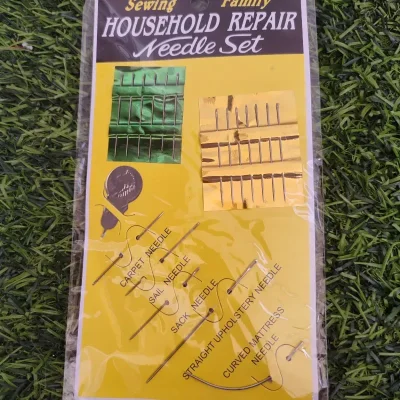 Sewing Family
HOUSEHOLD REPAIR
Needle Set
CARPET NEEDLE
SAIL NEEDLE
SACK NEEDLE
STRAIGHT UPHOLSTERY NEEDLE
CURVED MATTRESS
NEEDLE